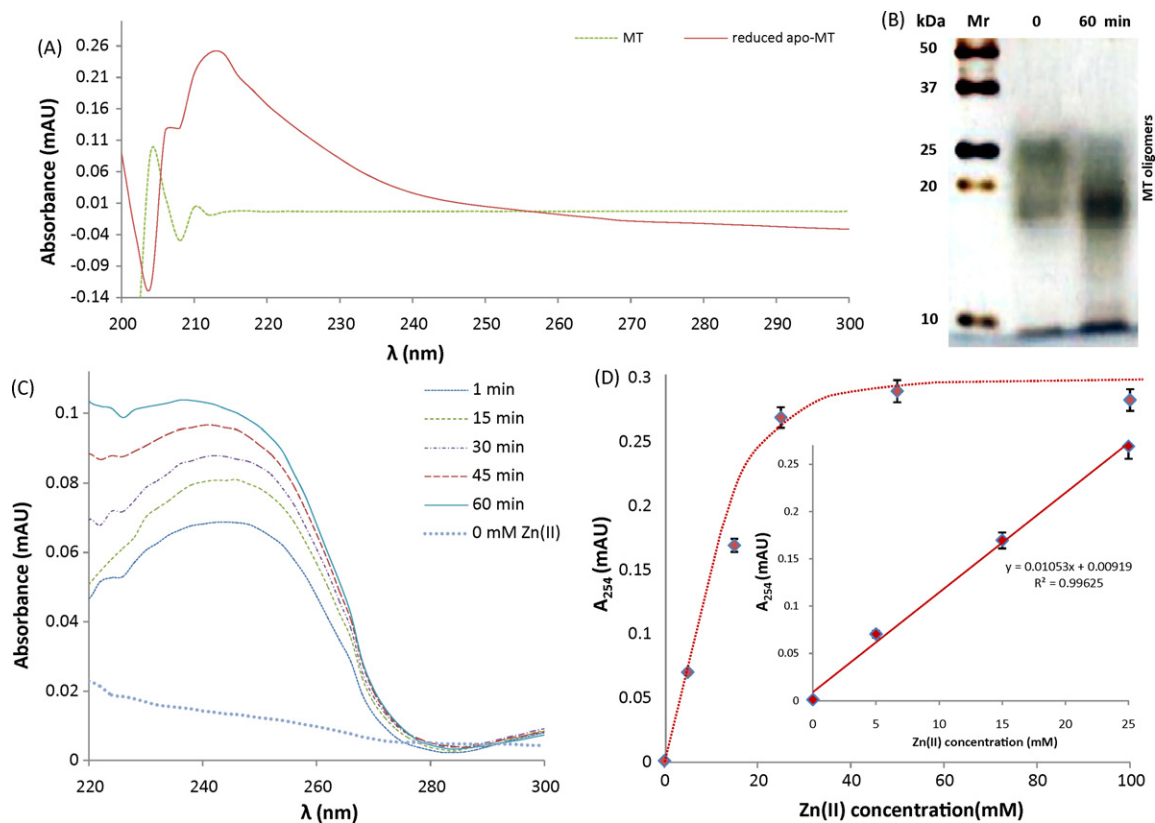 (A)
MT
reduced apo-MT
Absorbance (mAU)
0.26
0.21
0.16
0.11
0.06
0.01
-0.04
-0.09
-0.14
200 210 220 230 240 250 260 270 280 290 300
λ (nm)
(B)
kDa Mr 0 60 min
50
37
25
20
10
MT oligomers
(C)
1 min
15 min
30 min
45 min
60 min
0 mM Zn(II)
Absorbance (mAU)
0.1
0.08
0.06
0.04
0.02
0
220 240 260 280 300
λ (nm)
(D)
A254 (mAU)
0.3
0.25
0.2
0.15
0.1
0.05
0
0 20 40 60 80 100
Zn(II) concentration(mM)
A254 (mAU)
0.25
0.2
0.15
0.1
0.05
0
y = 0.01053x + 0.00919
R² = 0.99625
0 5 10 15 20 25
Zn(II) concentration (mM)